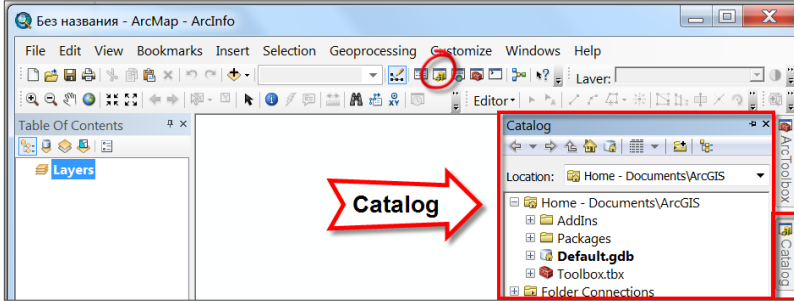 Без названия - ArcMap - ArcInfo
File Edit View Bookmarks Insert Selection Geoprocessing Customize Windows Help
Laver:
Editor
Table Of Contents
Layers
Catalog
Catalog
Location: Home - Documents\ArcGIS
Home - Documents\ArcGIS
AddIns
Packages
Default.gdb
Toolbox.tbx
Folder Connections
ArcToolbox
Catalog